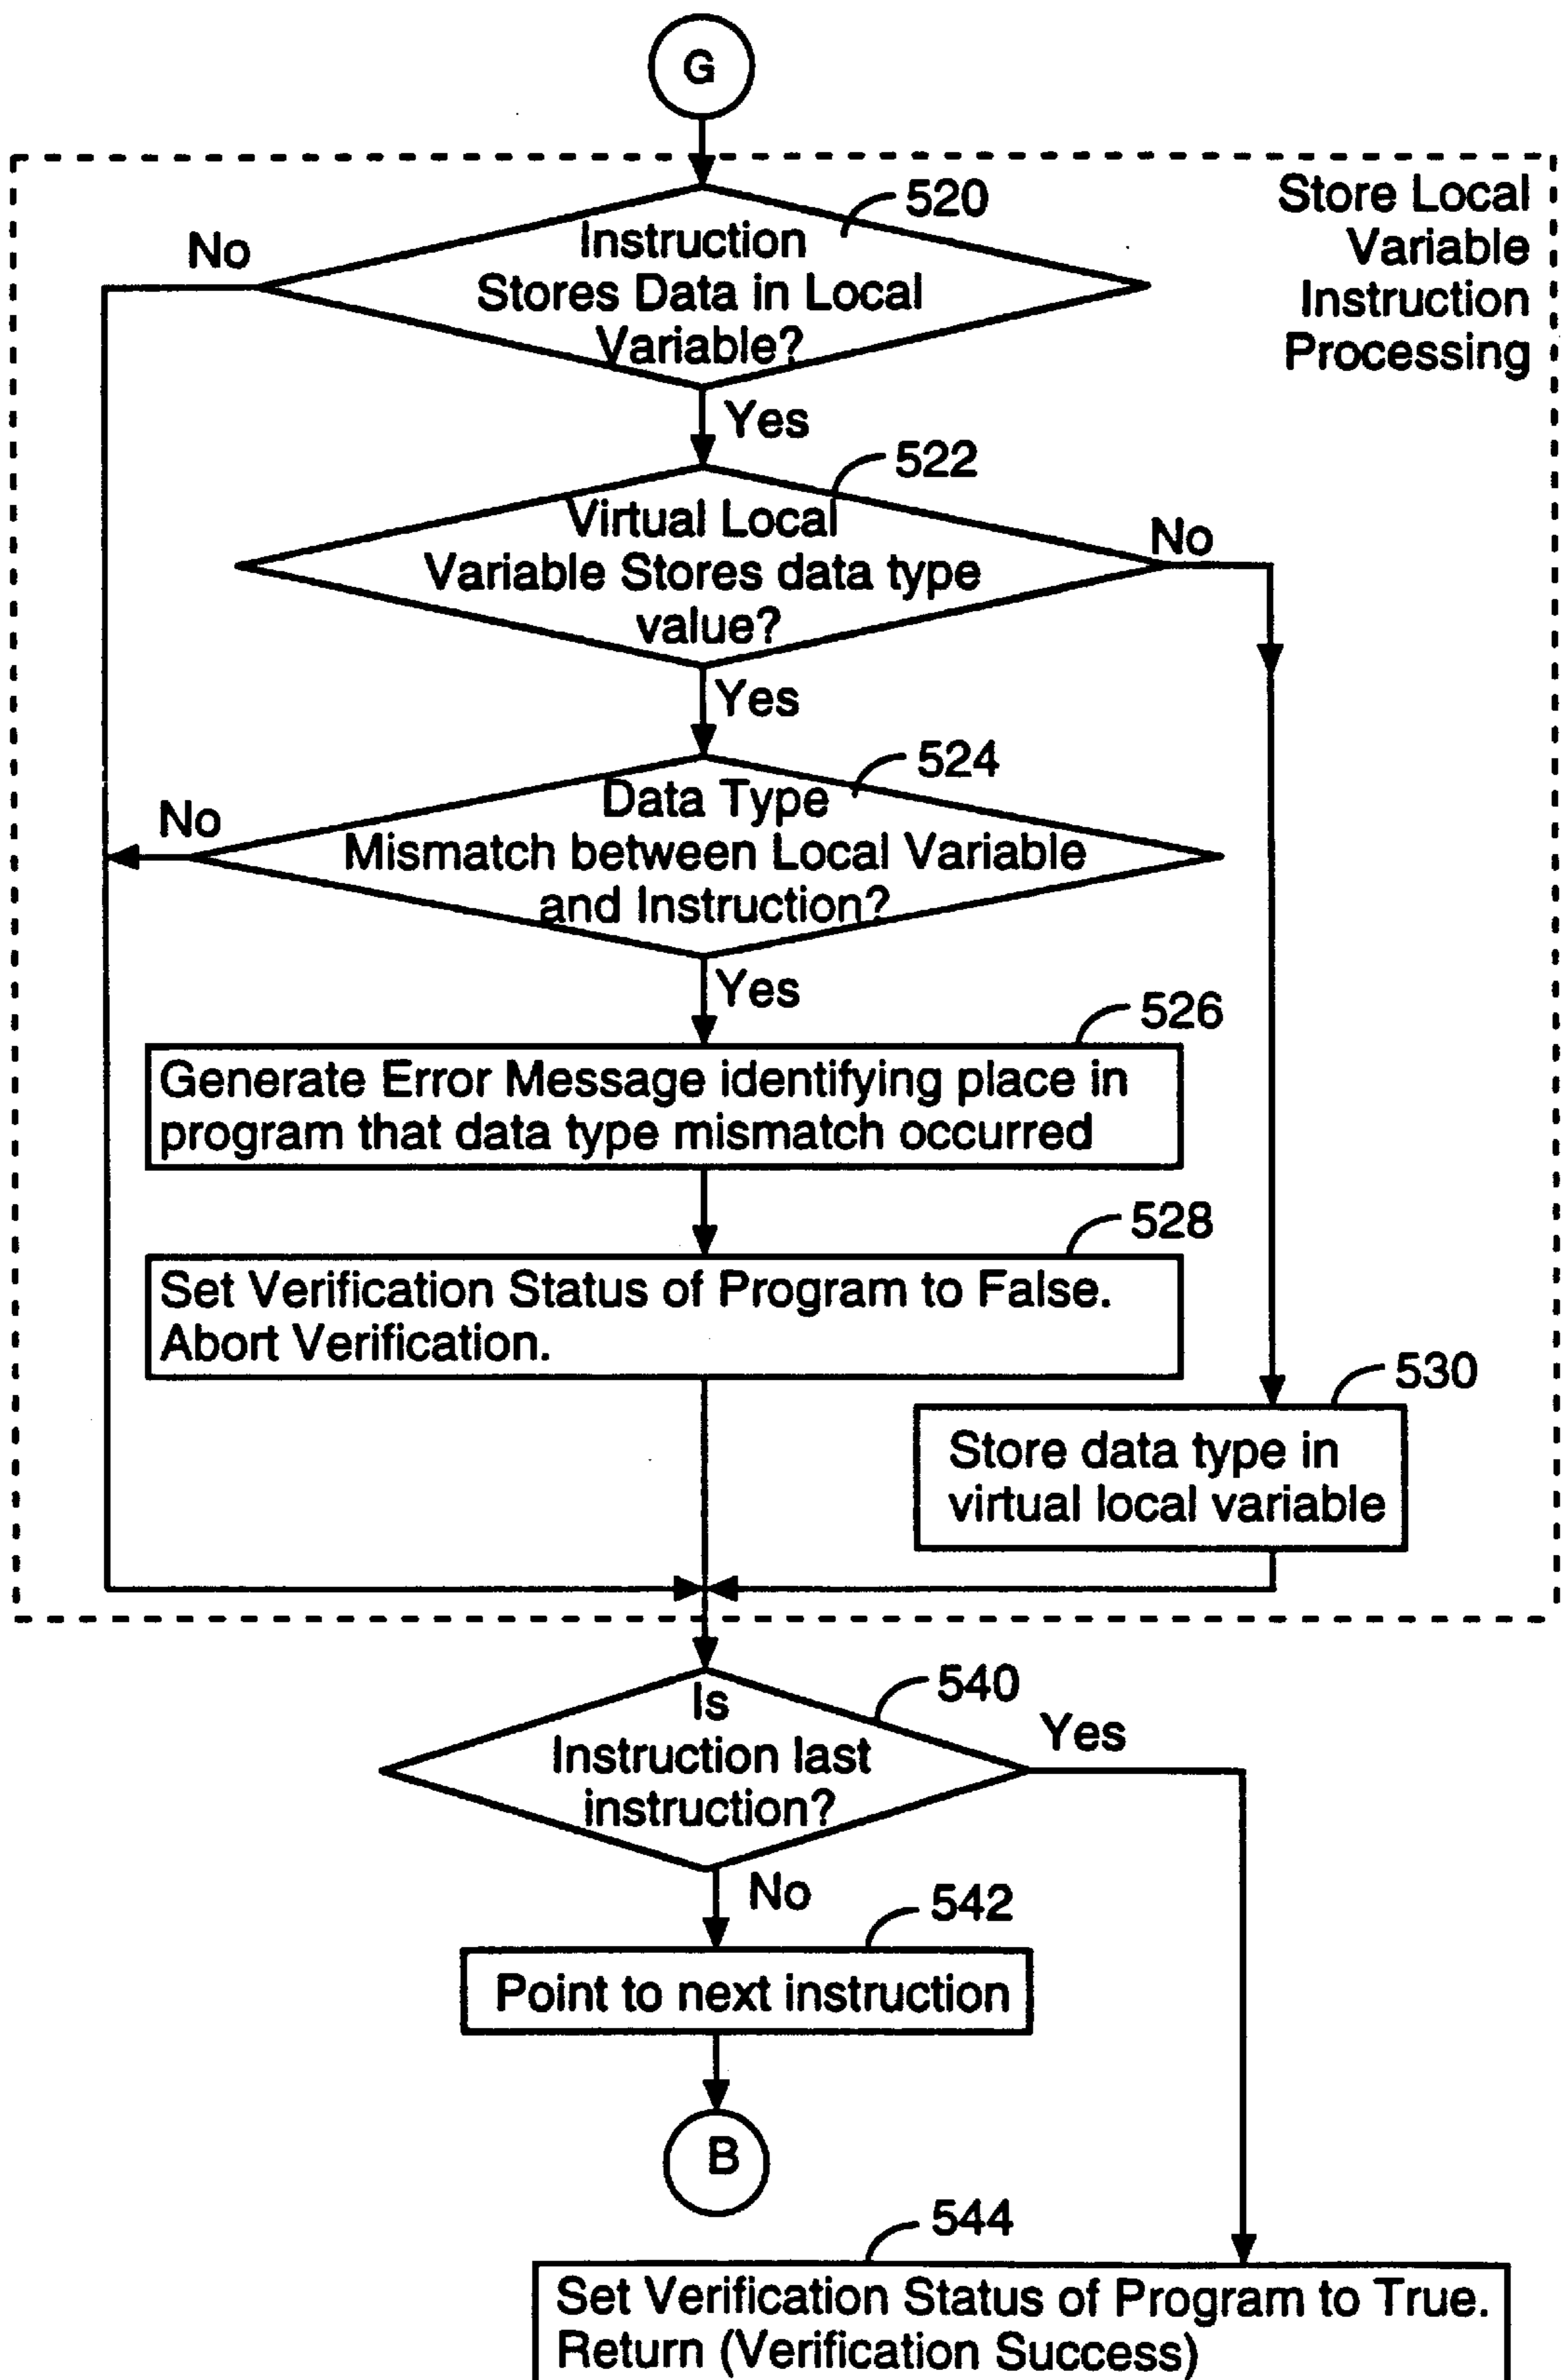 G
520
Store Local
Variable
Instruction
Processing
No
Instruction
Stores Data in Local
Variable?
Yes
522
Virtual Local
Variable Stores data type
value?
No
Yes
524
Data Type
Mismatch between Local Variable
and Instruction?
No
Yes
526
Generate Error Message identifying place in
program that data type mismatch occurred
528
Set Verification Status of Program to False.
Abort Verification.
530
Store data type in
virtual local variable
540
Is
Instruction last
instruction?
Yes
No
542
Point to next instruction
B
544
Set Verification Status of Program to True.
Return (Verification Success)